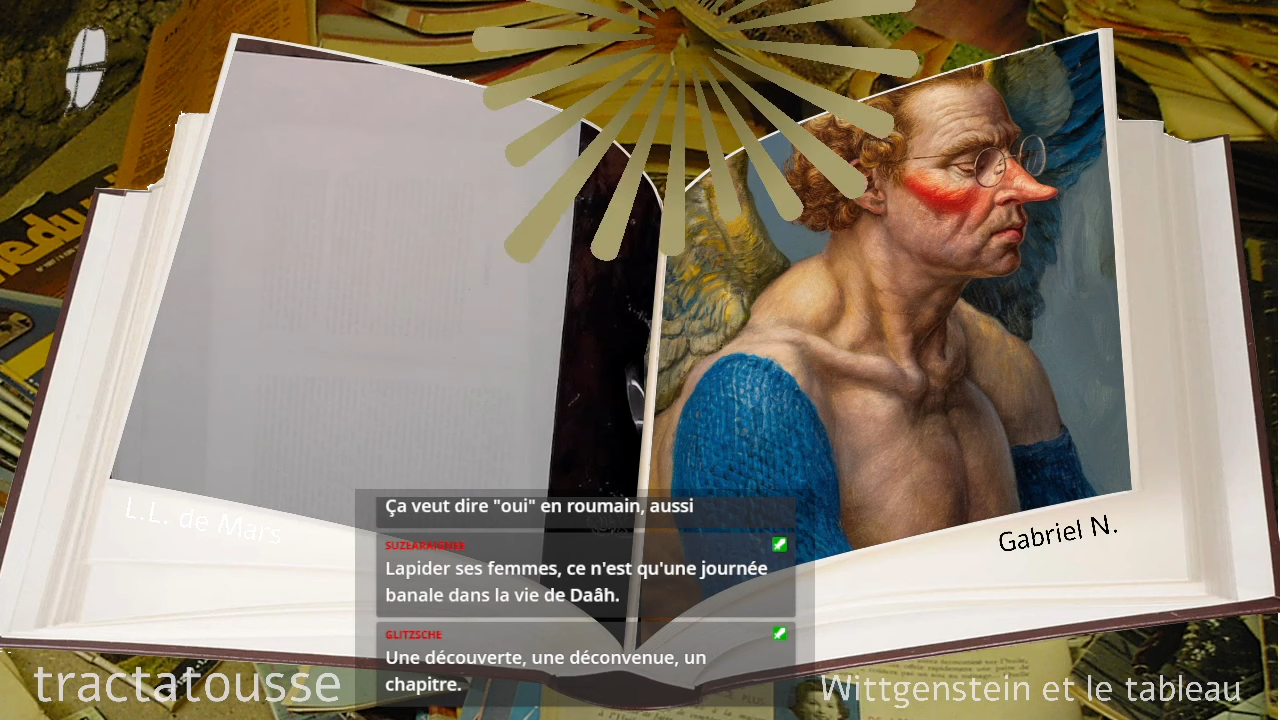 L.L. de Mars
Gabriel N.
Ça veut dire "oui" en roumain, aussi
SUZEARAIGNEE
Lapider ses femmes, ce n'est qu'une journée
banale dans la vie de Daâh.
GLITZSCHE
Une découverte, une déconvenue, un
chapitre.
tractatousse
Wittgenstein et le tableau